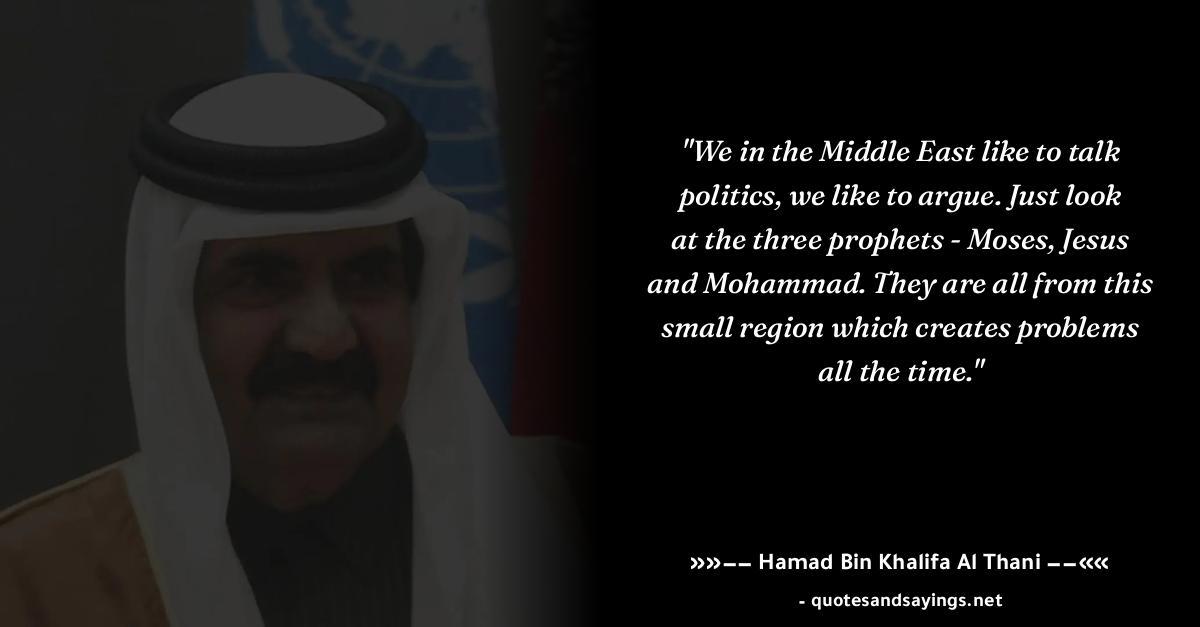 "We in the Middle East like to talk
politics, we like to argue. Just look
at the three prophets - Moses, Jesus
and Mohammad. They are all from this
small region which creates problems
all the time."
»»−− Hamad Bin Khalifa Al Thani −−««
- quotesandsayings.net